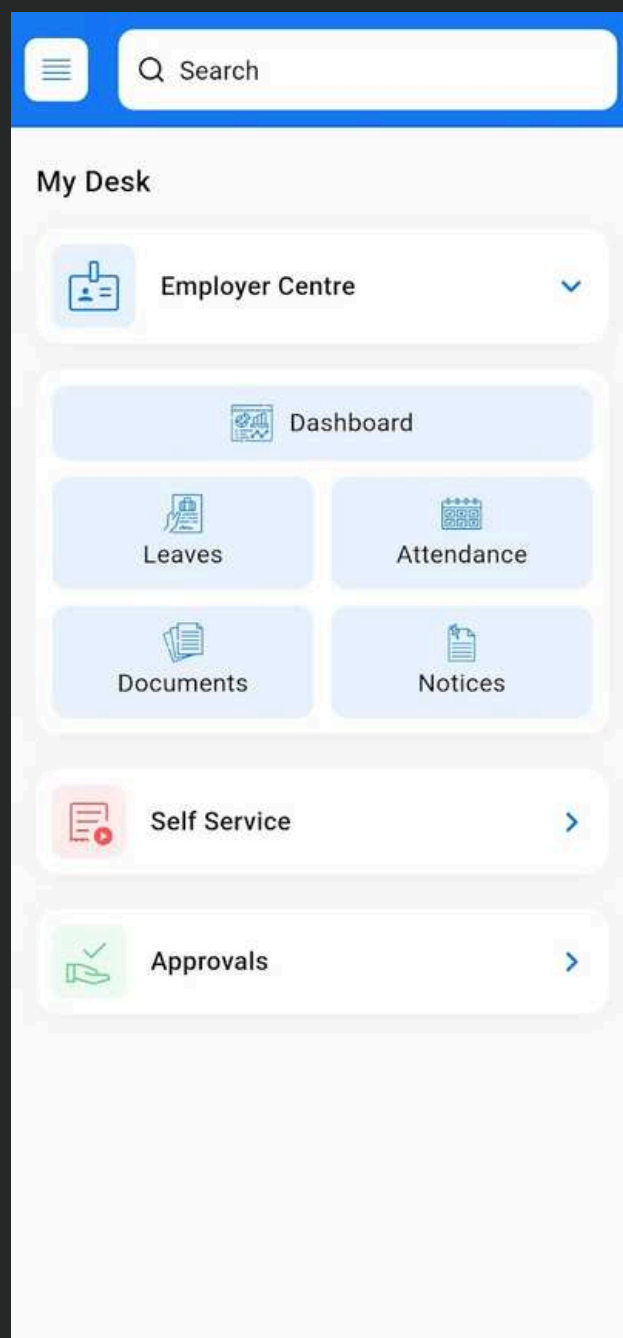 Search
My Desk
Employer Centre
Dashboard
Leaves
Attendance
Documents
Notices
Self Service
Approvals